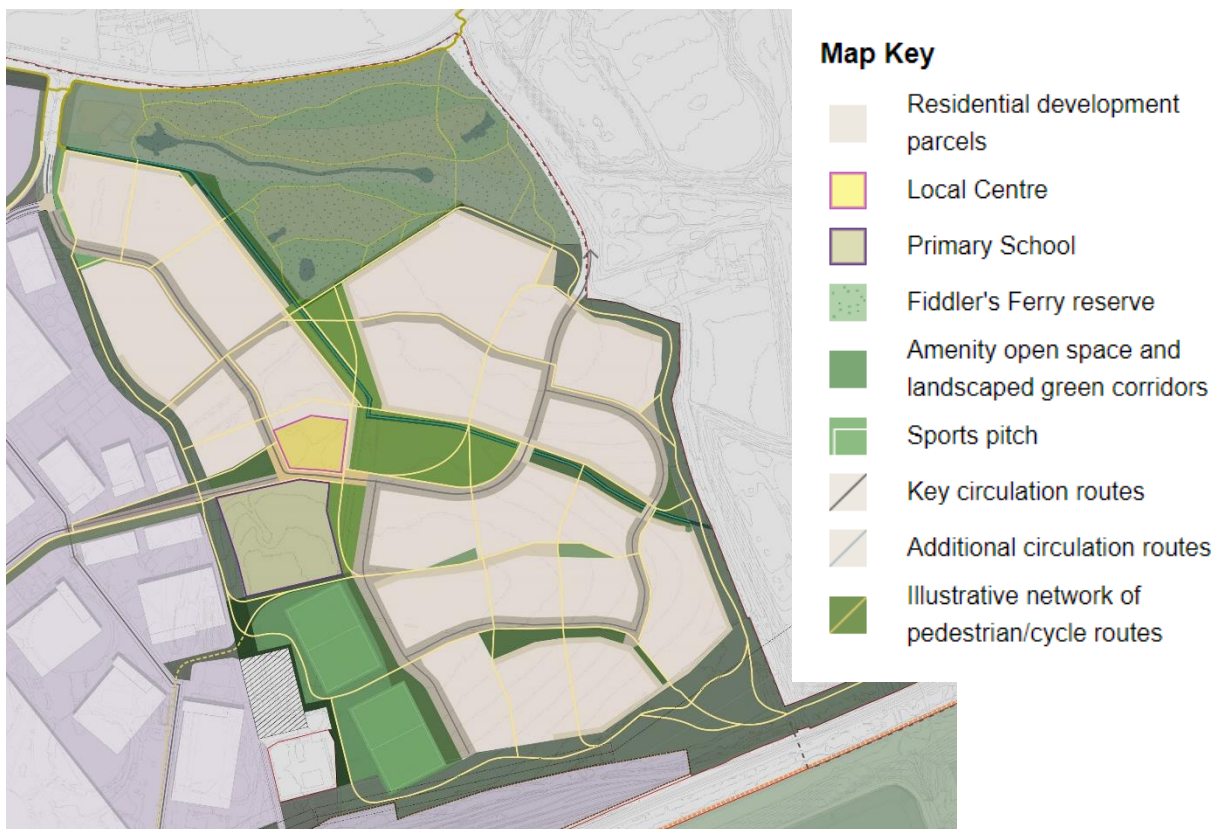 Map Key
Residential development
parcels
Local Centre
Primary School
Fiddler's Ferry reserve
Amenity open space and
landscaped green corridors
Sports pitch
Key circulation routes
Additional circulation routes
Illustrative network of
pedestrian/cycle routes